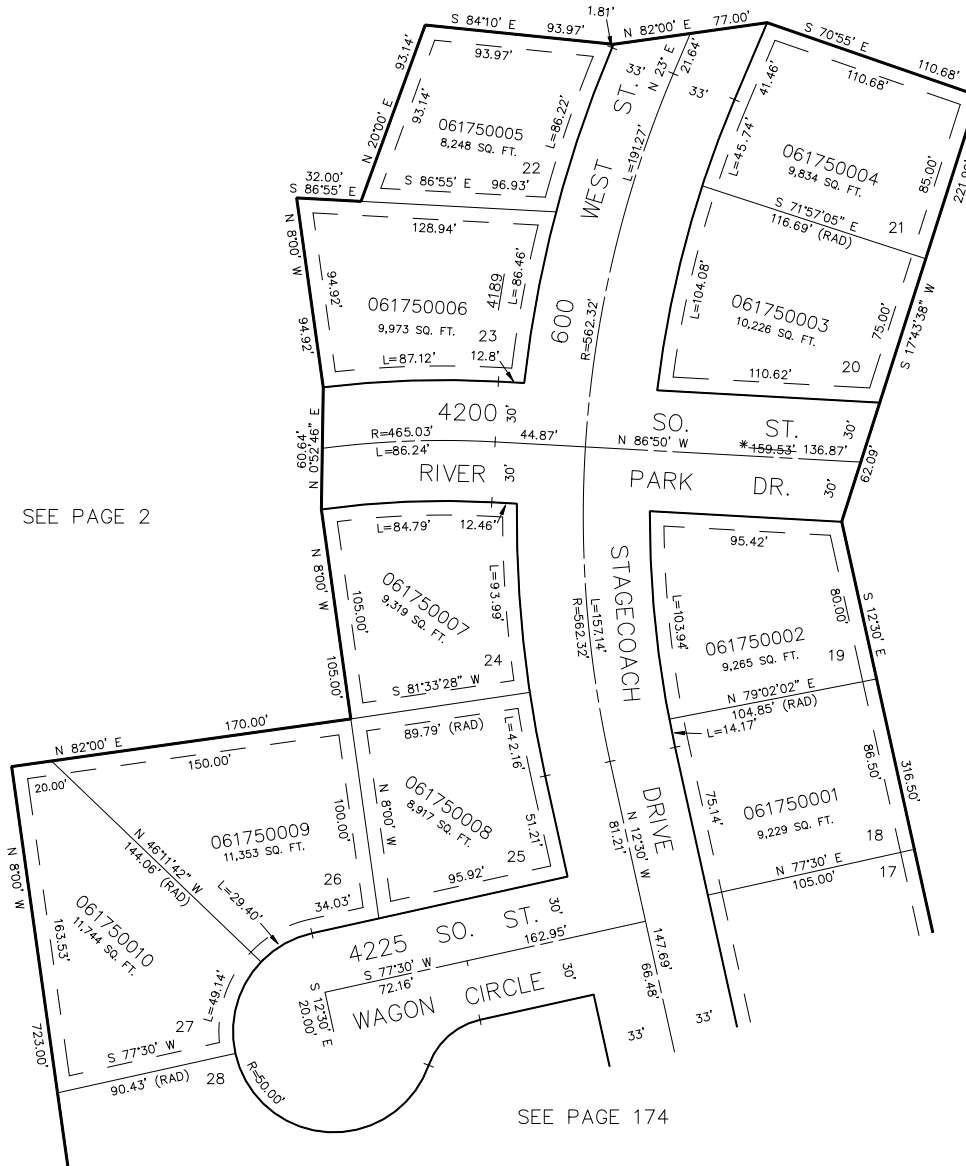 1.81'
S 84°10' E 93.97'
N 82°00' E 77.00'
S 70°55' E 110.68'
93.14'
N 20°00' E
93.97'
93.14'
061750005
8,248 SQ. FT.
22
L=86.22'
S 86°55' E 96.93'
33'
N 23° E
21.64'
33'
ST.
WEST
600
L=191.27'
R=562.32'
41.46'
L=45.74'
110.68'
061750004
9,834 SQ. FT.
85.00'
21
S 71°57'05" E
116.69' (RAD)
32.00'
S 86°55' E
N 8°00' W
94.92'
128.94'
94.92'
061750006
9,973 SQ. FT.
4189
L=86.46'
23
L=87.12'
12.8'
L=104.08'
061750003
10,226 SQ. FT.
75.00'
20
110.62'
S 17°43'38" W
4200 SO. ST.
30'
30'
R=465.03'
L=86.24'
44.87'
N 86°50' W
*159.53' 136.87'
62.09'
60.64'
N 0°52'46" E
RIVER PARK DR.
30'
30'
SEE PAGE 2
L=84.79'
12.46'
N 8°00' W
105.00'
105.00'
061750007
9,319 SQ. FT.
L=93.99'
24
S 81°33'28" W
STAGECOACH
DRIVE
R=562.32'
L=157.14'
95.42'
L=103.94'
061750002
9,265 SQ. FT.
80.00'
19
S 12°30' E
N 79°02'02" E
104.85' (RAD)
L=14.17'
86.50'
316.50'
N 82°00' E
170.00'
20.00'
150.00'
89.79' (RAD)
L=42.16'
N 8°00' W
100.00'
061750008
8,917 SQ. FT.
51.21'
95.92'
25
75.14'
061750001
9,229 SQ. FT.
18
N 77°30' E
105.00'
17
N 12°30' W
81.21'
N 46°11'42" W
144.06' (RAD)
061750009
11,353 SQ. FT.
26
34.03'
L=29.40'
N 8°00' W
723.00'
163.53'
061750010
11,744 SQ. FT.
27
L=49.14'
S 77°30' W
90.43' (RAD)
28
4225 SO. ST.
30'
S 77°30' W
72.16'
162.95'
S 12°30' E
20.00'
WAGON CIRCLE
30'
147.69'
66.48'
33'
33'
R=50.00'
SEE PAGE 174